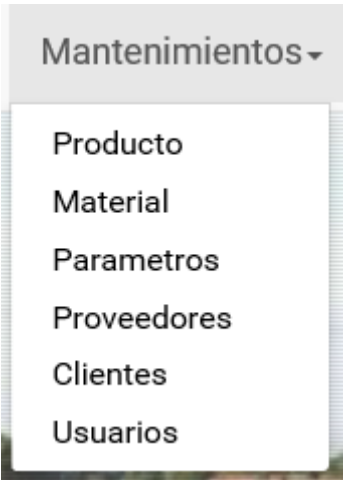 Mantenimientos
Producto
Material
Parametros
Proveedores
Clientes
Usuarios